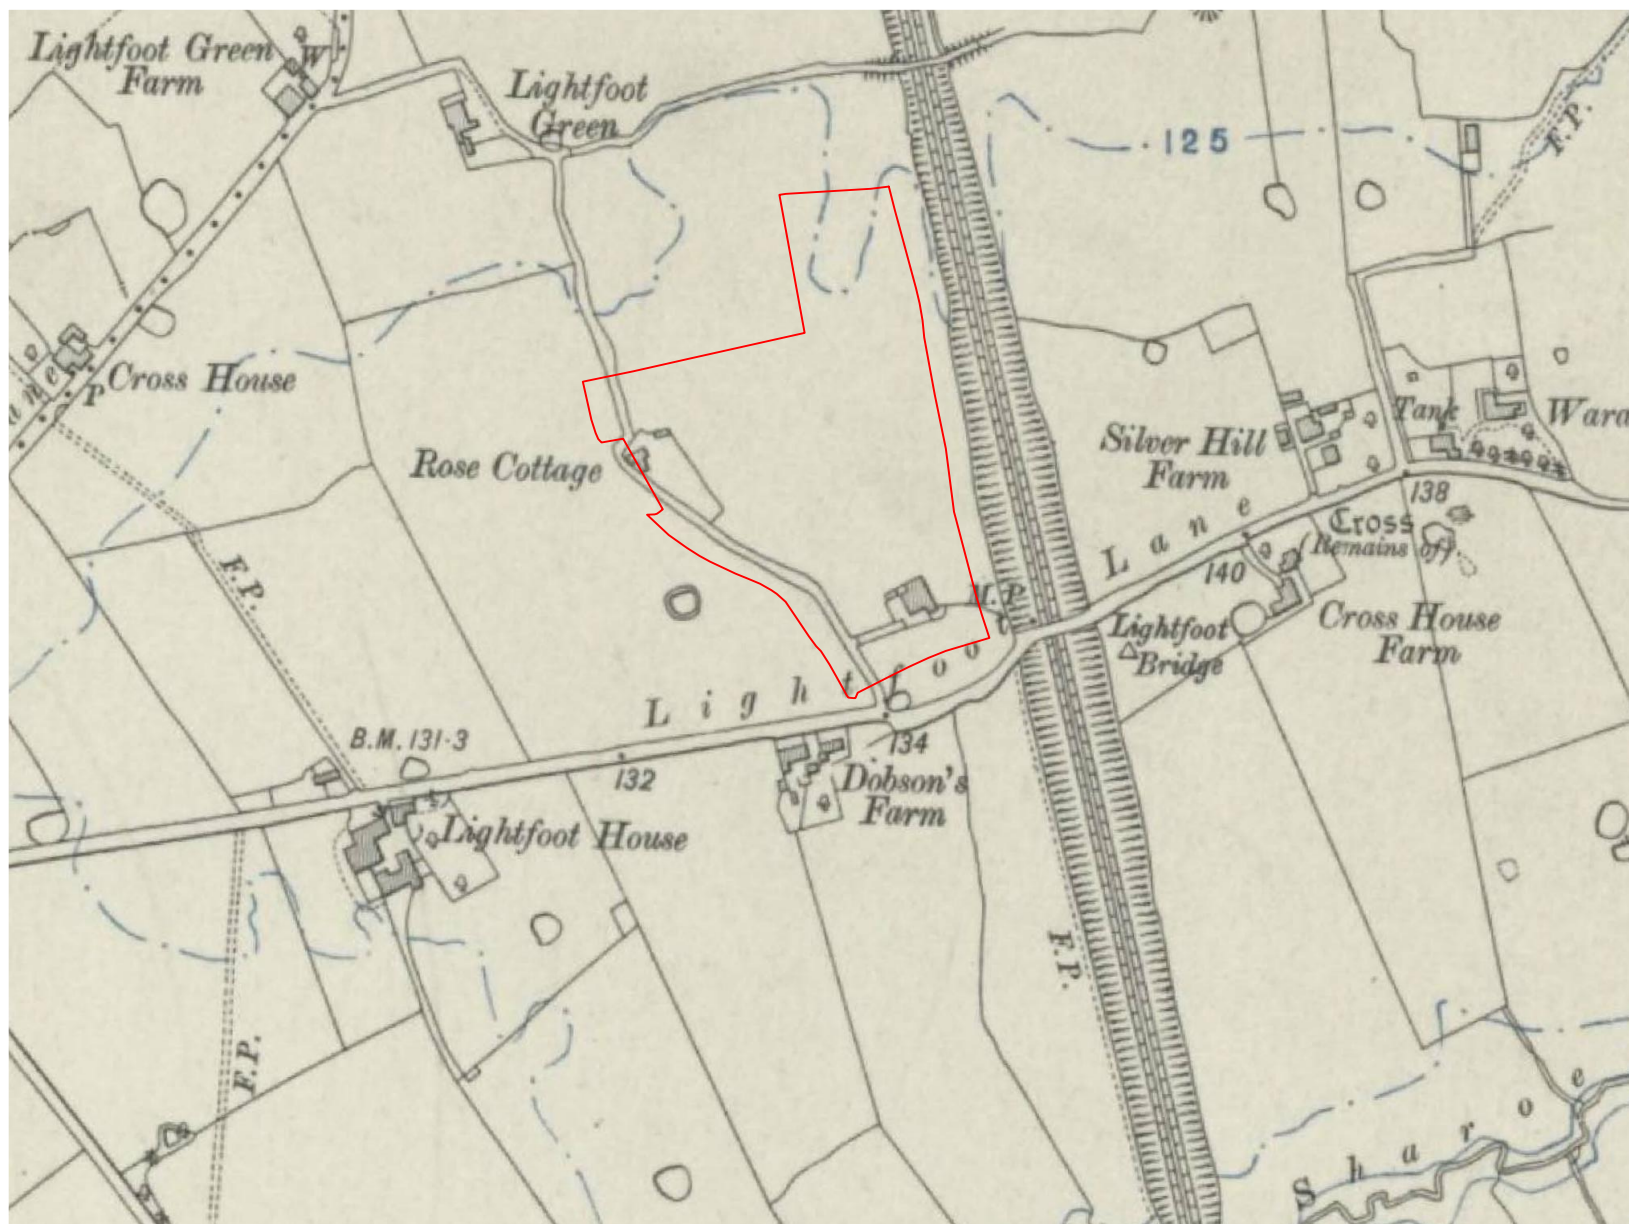 Lightfoot Green
Farm
W
Lightfoot
Green
125
F.P.
Cross House
ane
P
Rose Cottage
Silver Hill
Farm
Tank
Ward
138
Cross
(Remains of)
140
Lane
M.P.
Lightfoot
Bridge
Cross House
Farm
F.P.
Lightfoot
B.M. 131·3
132
134
Dobson's
Farm
Lightfoot House
F.P.
F.P.
Sharoe